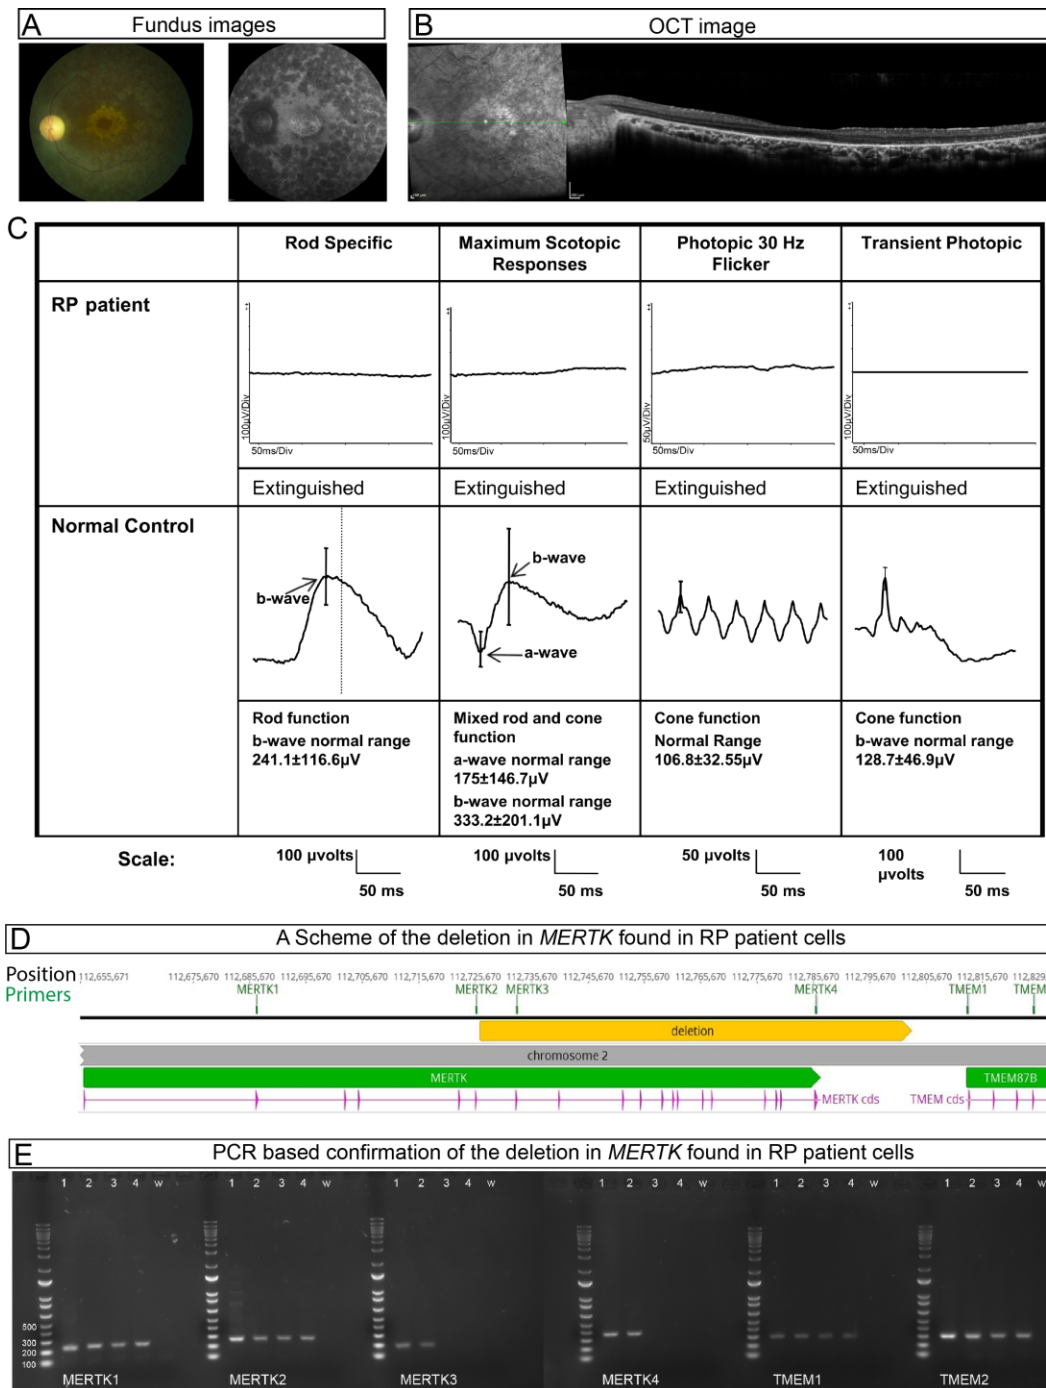 A
Fundus images
B
OCT image
C
Rod Specific
Maximum Scotopic
Responses
Photopic 30 Hz
Flicker
Transient Photopic
RP patient
100µV/Div
50ms/Div
100µV/Div
50ms/Div
50µV/Div
50ms/Div
100µV/Div
50ms/Div
Extinguished
Extinguished
Extinguished
Extinguished
Normal Control
b-wave
b-wave
a-wave
Rod function
b-wave normal range
241.1±116.6µV
Mixed rod and cone
function
a-wave normal range
175±146.7µV
b-wave normal range
333.2±201.1µV
Cone function
Normal Range
106.8±32.55µV
Cone function
b-wave normal range
128.7±46.9µV
Scale:
100 µvolts
50 ms
100 µvolts
50 ms
50 µvolts
50 ms
100
µvolts
50 ms
D
A Scheme of the deletion in MERTK found in RP patient cells
Position 112,655,671 112,675,670 112,685,670 112,695,670 112,705,670 112,715,670 112,725,670 112,735,670 112,745,670 112,755,670 112,765,670 112,775,670 112,785,670 112,795,670 112,805,670 112,815,670 112,829
Primers MERTK1 MERTK2 MERTK3 MERTK4 TMEM1 TMEM
deletion
chromosome 2
MERTK TMEM87B
MERTK cds TMEM cds
E
PCR based confirmation of the deletion in MERTK found in RP patient cells
1 2 3 4 w 1 2 3 4 w 1 2 3 4 w 1 2 3 4 w 1 2 3 4 w 1 2 3 4 w
500
300
200
100
MERTK1 MERTK2 MERTK3 MERTK4 TMEM1 TMEM2